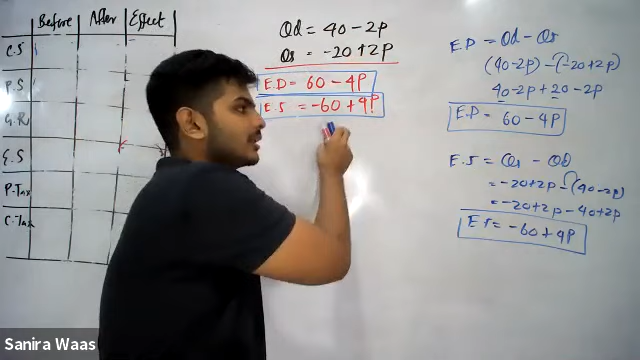 Before After Effect
C.S
P.S
G.R
E.S
P.Tax
C.Tax
Qd = 40 - 2p
Qs = -20 + 2p
E.D = 60 - 4P
E.S = -60 + 4P
E.D = Qd - Qs
(40-2p) - (-20+2p)
40 - 2p + 20 - 2p
E.D = 60 - 4P
E.S = Qs - Qd
= -20+2p - (40-2p)
= -20+2p - 40+2p
E.S = -60 + 4P
Sanira Waas